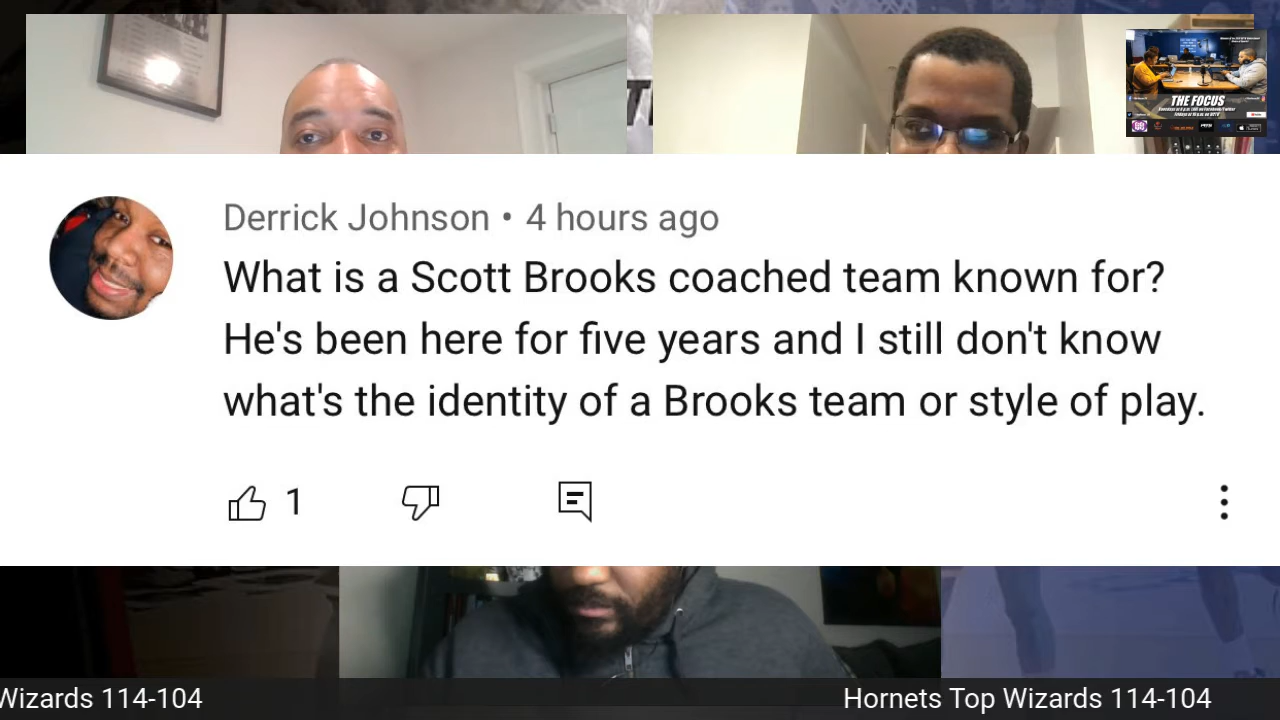 THE FOCUS
Derrick Johnson • 4 hours ago
What is a Scott Brooks coached team known for?
He's been here for five years and I still don't know
what's the identity of a Brooks team or style of play.
1
Wizards 114-104
Hornets Top Wizards 114-104